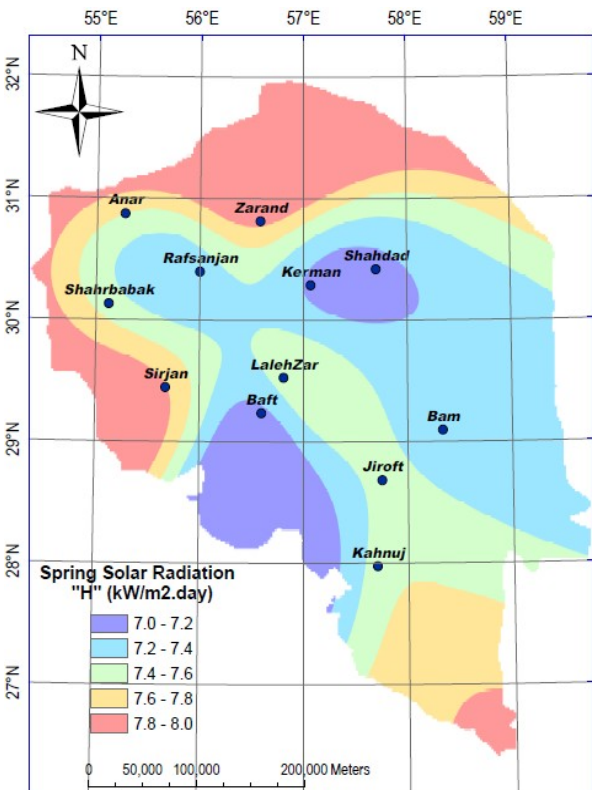 55°E 56°E 57°E 58°E 59°E
N
32°N
31°N
30°N
29°N
28°N
27°N
Anar
Zarand
Rafsanjan
Shahdad
Kerman
Shahrbabak
LalehZar
Sirjan
Baft
Bam
Jiroft
Kahnuj
Spring Solar Radiation
"H" (kW/m2.day)
7.0 - 7.2
7.2 - 7.4
7.4 - 7.6
7.6 - 7.8
7.8 - 8.0
0 50,000 100,000 200,000 Meters